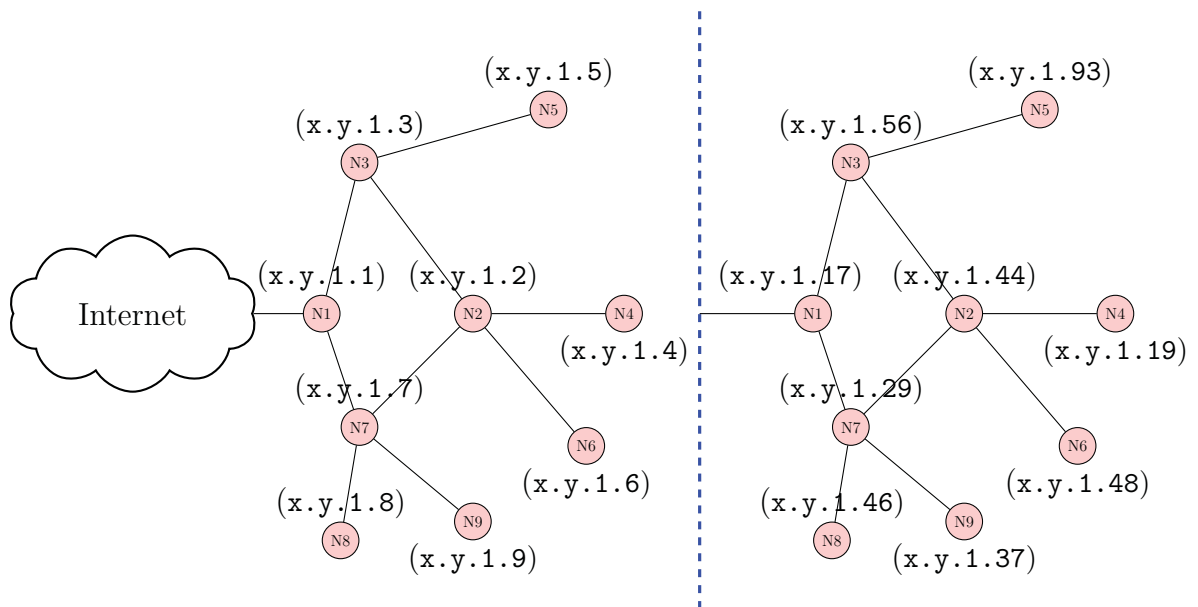 (x.y.1.5)
(x.y.1.3)
N5
N3
(x.y.1.1)
(x.y.1.2)
Internet
N1
N2
N4
(x.y.1.4)
(x.y.1.7)
N7
N6
(x.y.1.6)
(x.y.1.8)
N9
N8
(x.y.1.9)
(x.y.1.93)
(x.y.1.56)
N5
N3
(x.y.1.17)
(x.y.1.44)
N1
N2
N4
(x.y.1.19)
(x.y.1.29)
N7
N6
(x.y.1.48)
(x.y.1.46)
N9
N8
(x.y.1.37)